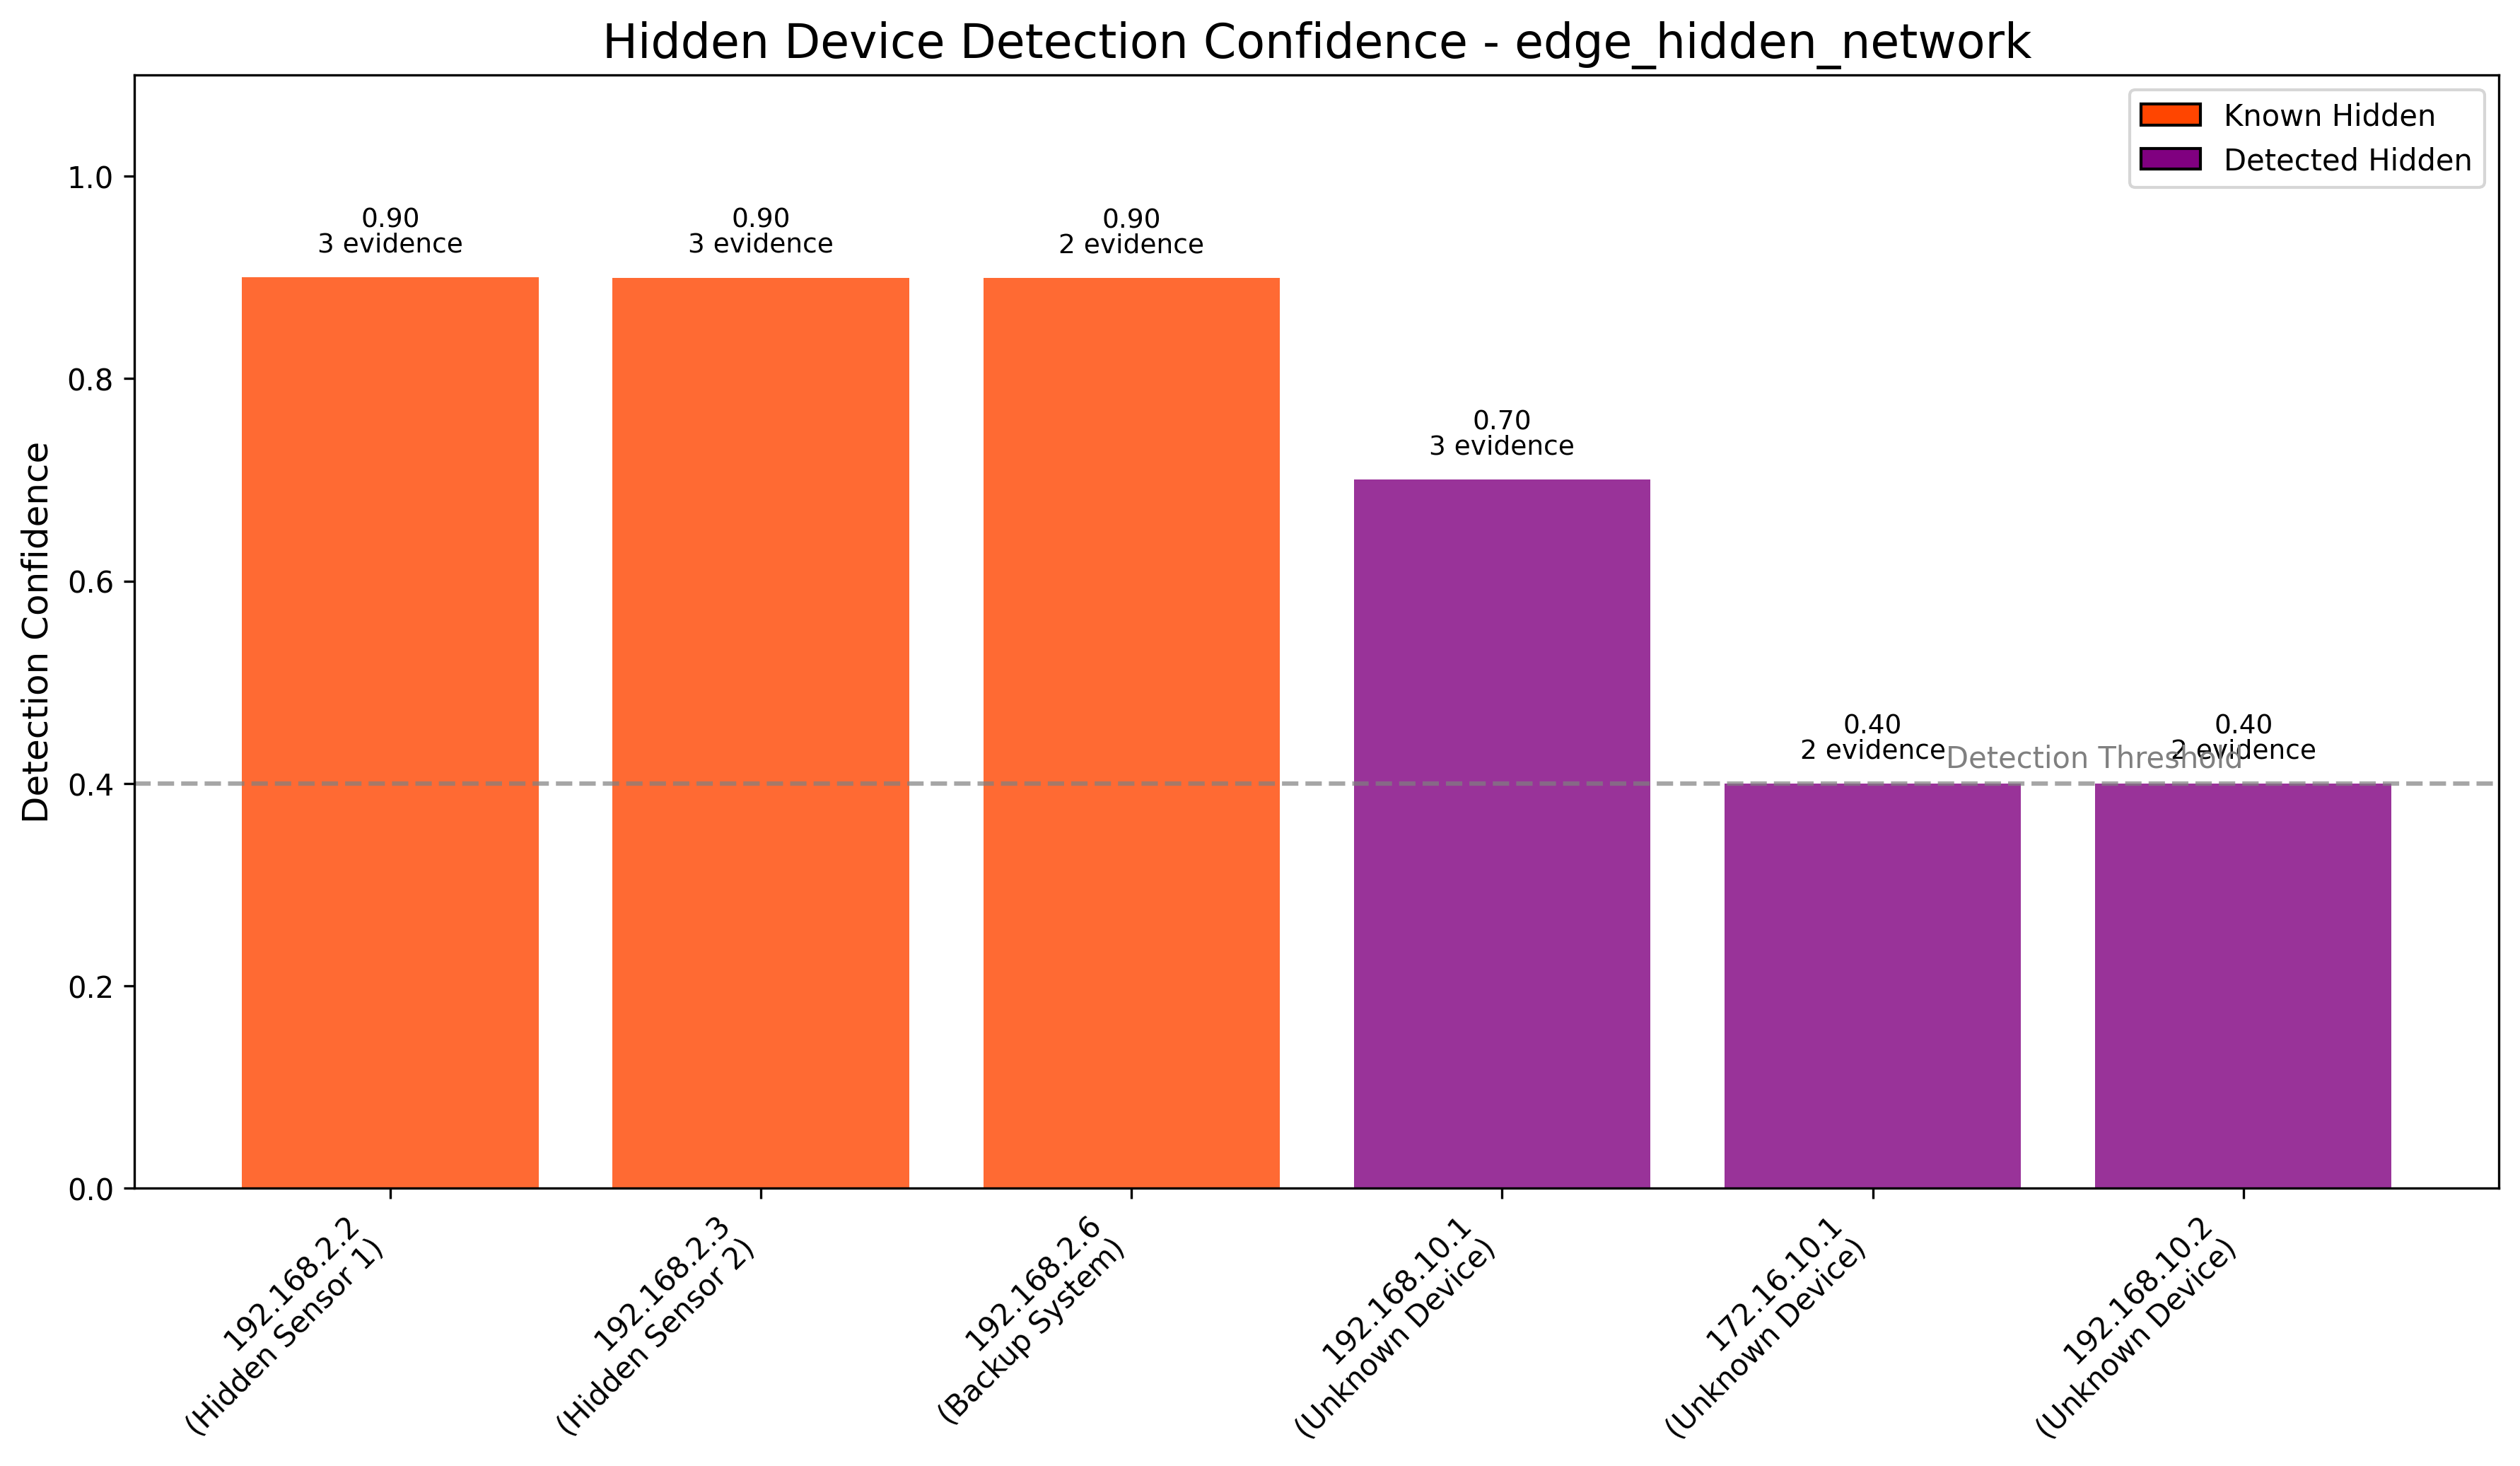 Hidden Device Detection Confidence - edge_hidden_network
Known Hidden
Detected Hidden
Detection Confidence
1.0
0.8
0.6
0.4
0.2
0.0
0.90
3 evidence
0.90
3 evidence
0.90
2 evidence
0.70
3 evidence
0.40
2 evidence
0.40
2 evidence
Detection Threshold
192.168.2.2
(Hidden Sensor 1)
192.168.2.3
(Hidden Sensor 2)
192.168.2.6
(Backup System)
192.168.10.1
(Unknown Device)
172.16.10.1
(Unknown Device)
192.168.10.2
(Unknown Device)